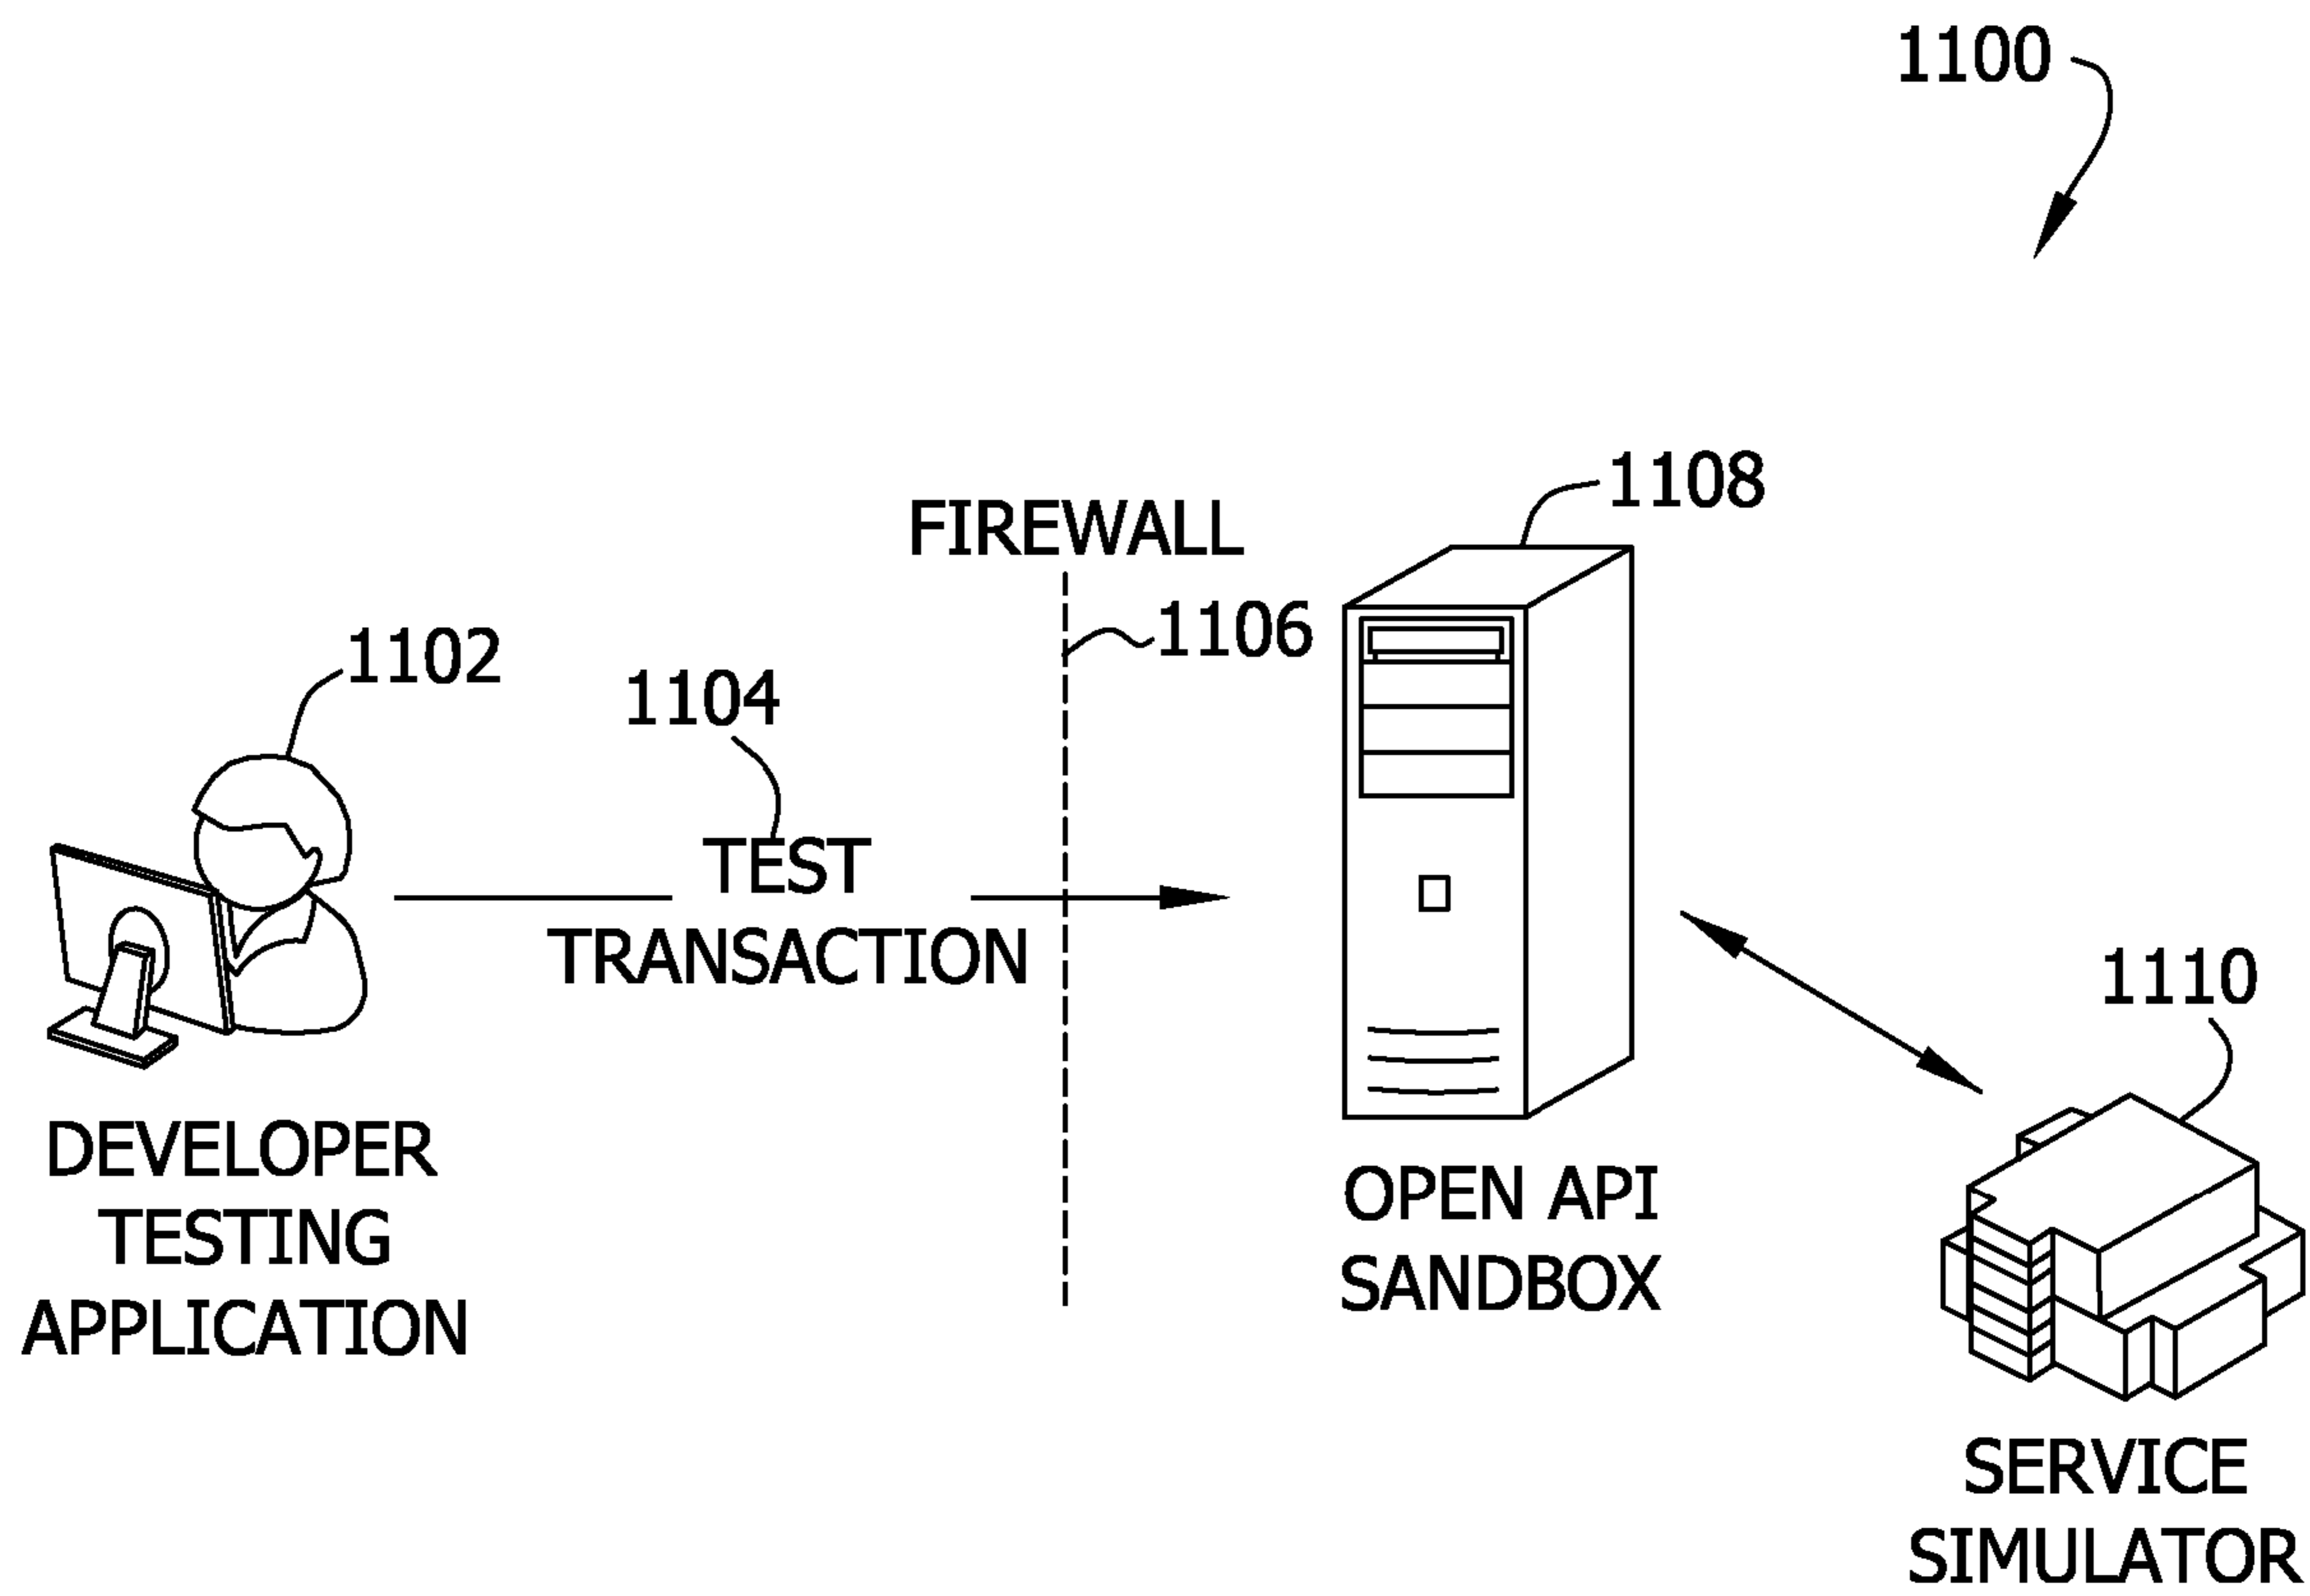 1100
1108
FIREWALL
1106
1102
1104
TEST
TRANSACTION
1110
DEVELOPER
TESTING
APPLICATION
OPEN API
SANDBOX
SERVICE
SIMULATOR